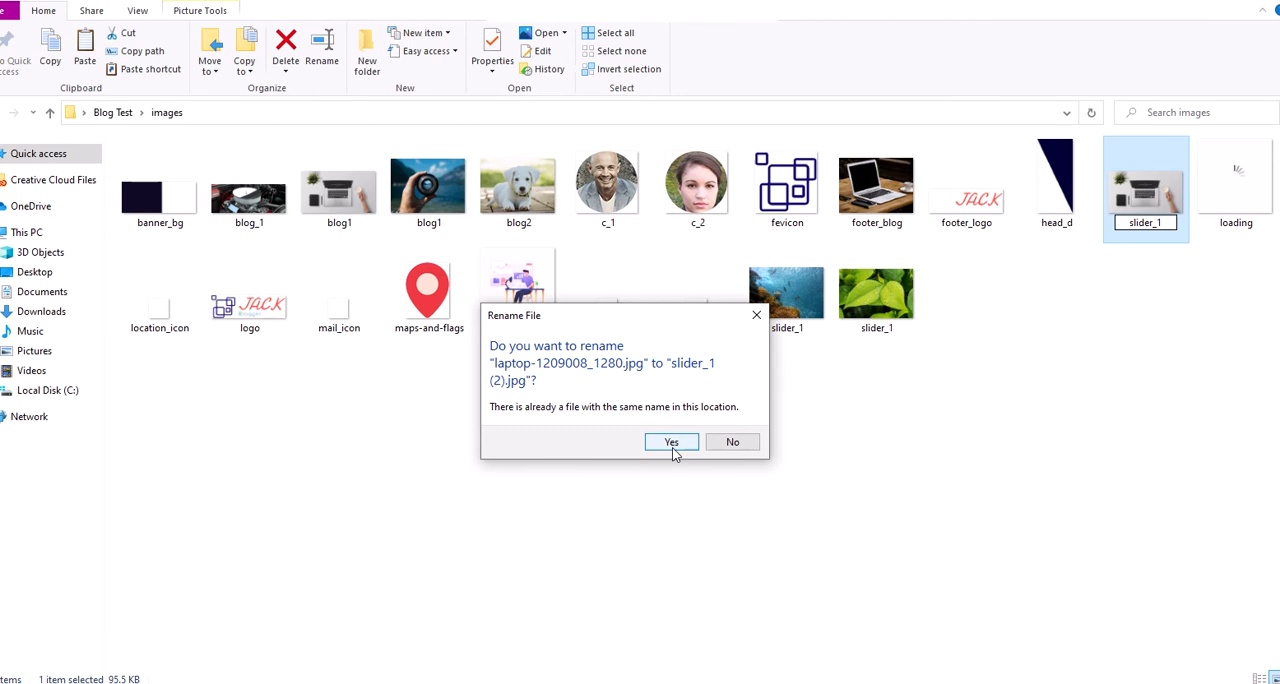 e Home Share View Picture Tools
Cut
Copy path
Paste shortcut
o Quick
ccess
Copy
Paste
Clipboard
Move
to
Copy
to
Delete
Rename
Organize
New
folder
New item
Easy access
New
Properties
Open
Edit
History
Open
Select all
Select none
Invert selection
Select
Blog Test › images
Search images
Quick access
Creative Cloud Files
OneDrive
This PC
3D Objects
Desktop
Documents
Downloads
Music
Pictures
Videos
Local Disk (C:)
Network
banner_bg blog_1 blog1 blog1 blog2 c_1 c_2 fevicon footer_blog footer_logo head_d slider_1 loading
JACK
JACK
Blogger
location_icon logo mail_icon maps-and-flags slider_1 slider_1
Rename File
Do you want to rename
"laptop-1209008_1280.jpg" to "slider_1
(2).jpg"?
There is already a file with the same name in this location.
Yes No
tems 1 item selected 95.5 KB